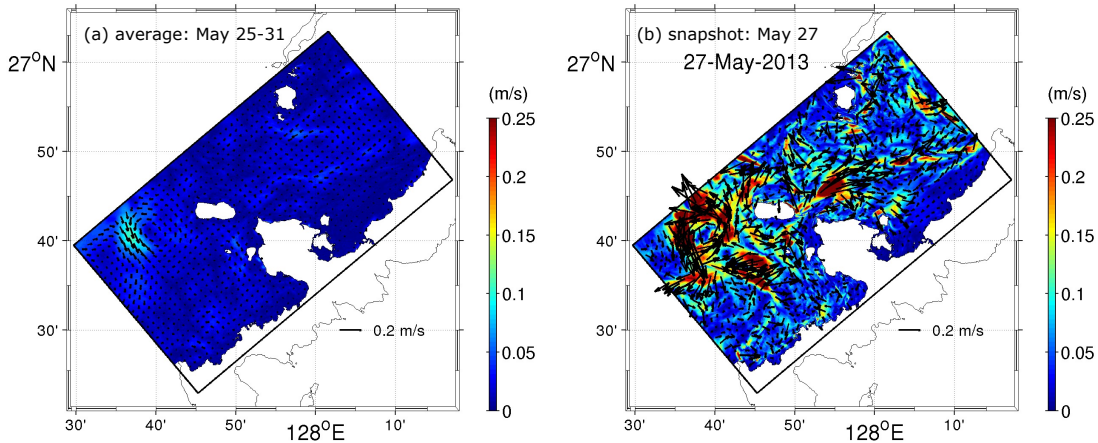 (a) average: May 25-31
27°N
50'
40'
30'
30'
40'
50'
128°E
10'
0.2 m/s
(m/s)
0.25
0.2
0.15
0.1
0.05
0
(b) snapshot: May 27
27-May-2013
27°N
50'
40'
30'
30'
40'
50'
128°E
10'
0.2 m/s
(m/s)
0.25
0.2
0.15
0.1
0.05
0